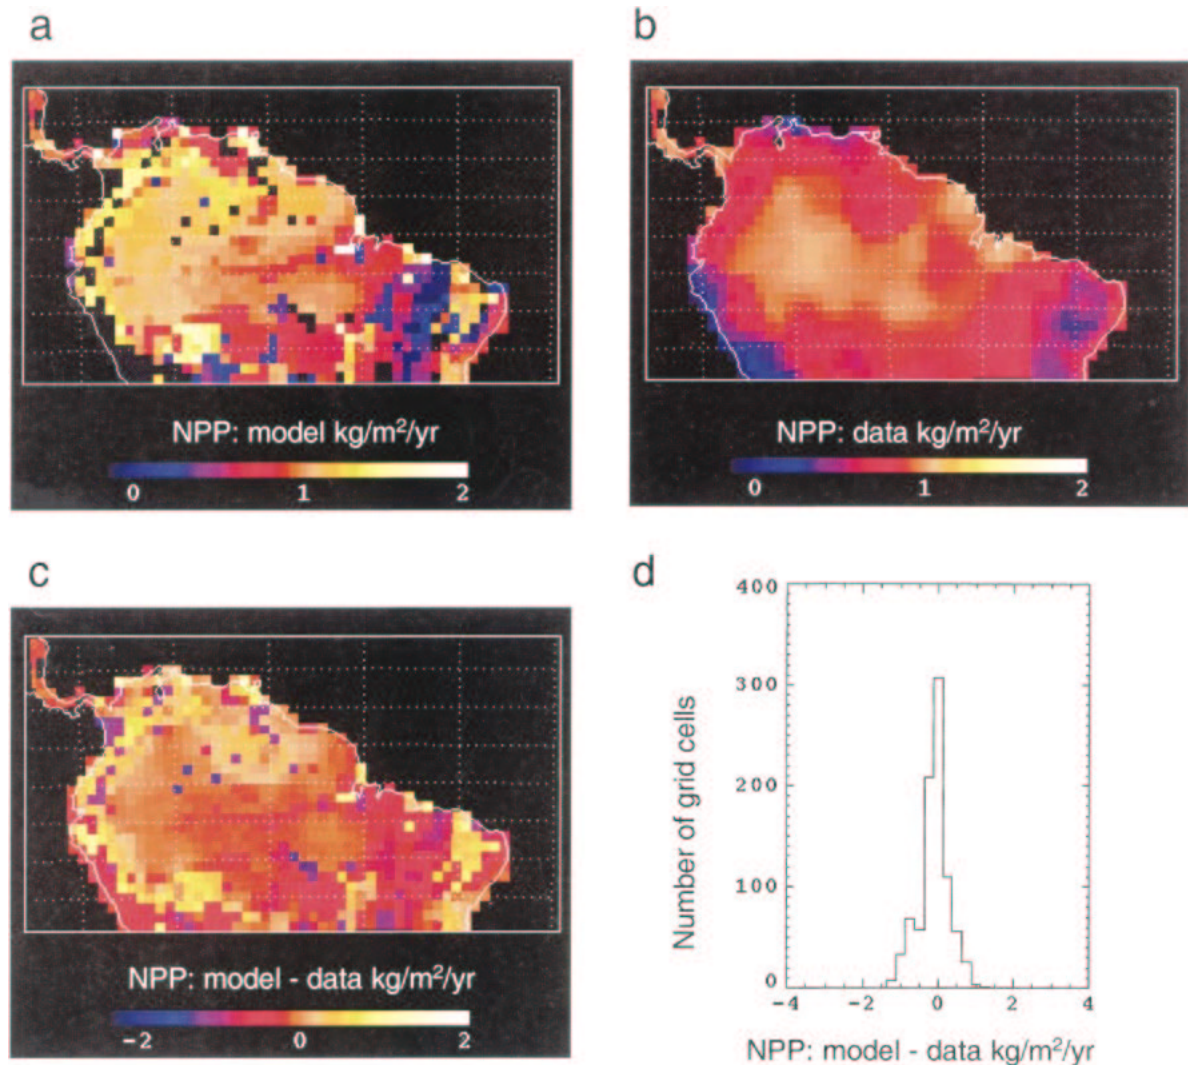 a
b
NPP: model kg/m²/yr
0 1 2
NPP: data kg/m²/yr
0 1 2
c
d
NPP: model - data kg/m²/yr
-2 0 2
400
300
200
100
0
-4 -2 0 2 4
Number of grid cells
NPP: model - data kg/m²/yr